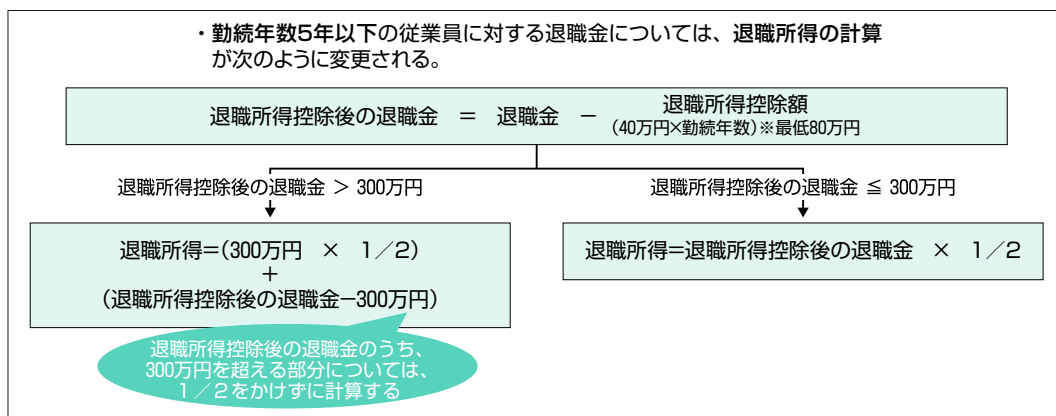 ・勤続年数5年以下の従業員に対する退職金については、退職所得の計算
が次のように変更される。
退職所得控除後の退職金 ＝ 退職金 － 退職所得控除額
(40万円×勤続年数)※最低80万円
退職所得控除後の退職金 > 300万円
退職所得控除後の退職金 ≦ 300万円
退職所得＝(300万円 × 1／2)
＋
(退職所得控除後の退職金－300万円)
退職所得＝退職所得控除後の退職金 × 1／2
退職所得控除後の退職金のうち、
300万円を超える部分については、
1／2をかけずに計算する